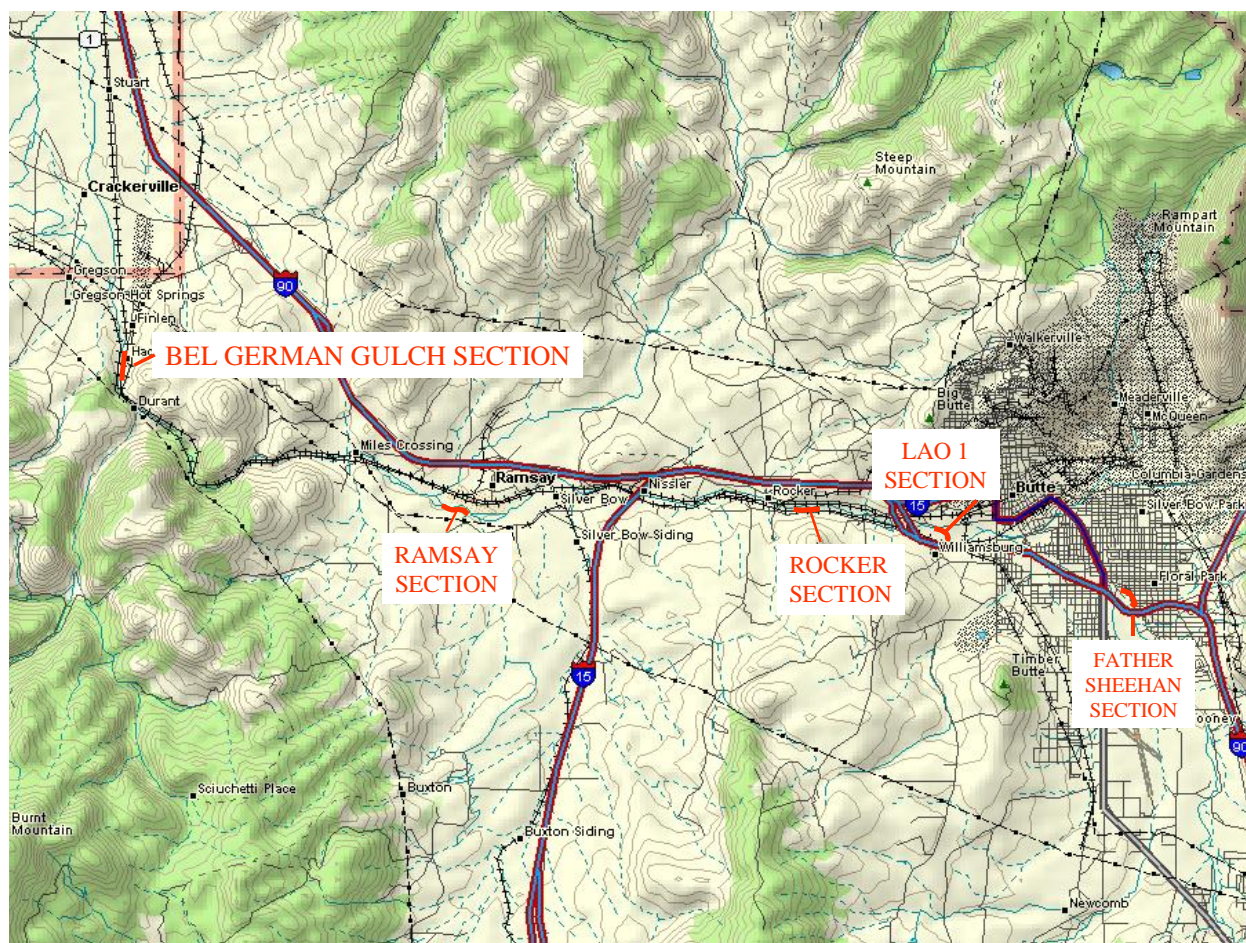 1
Stuart
Steep
Mountain
Crackerville
Rampart
Mountain
Gregson
90
Gregson Hot Springs
Finlen
Walkerville
BEL GERMAN GULCH SECTION
Big
Butte
Meaderville
McQueen
Durant
Miles Crossing
LAO 1
SECTION
Columbia Gardens
Ramsay
Nissler
Butte
Silver Bow
Rocker
15
Silver Bow Park
RAMSAY
SECTION
Silver Bow Siding
ROCKER
SECTION
Williamsburg
Floral Park
Timber
Butte
FATHER
SHEEHAN
SECTION
15
90
Sciuchetti Place
Buxton
Burnt
Mountain
Buxton Siding
Newcomb